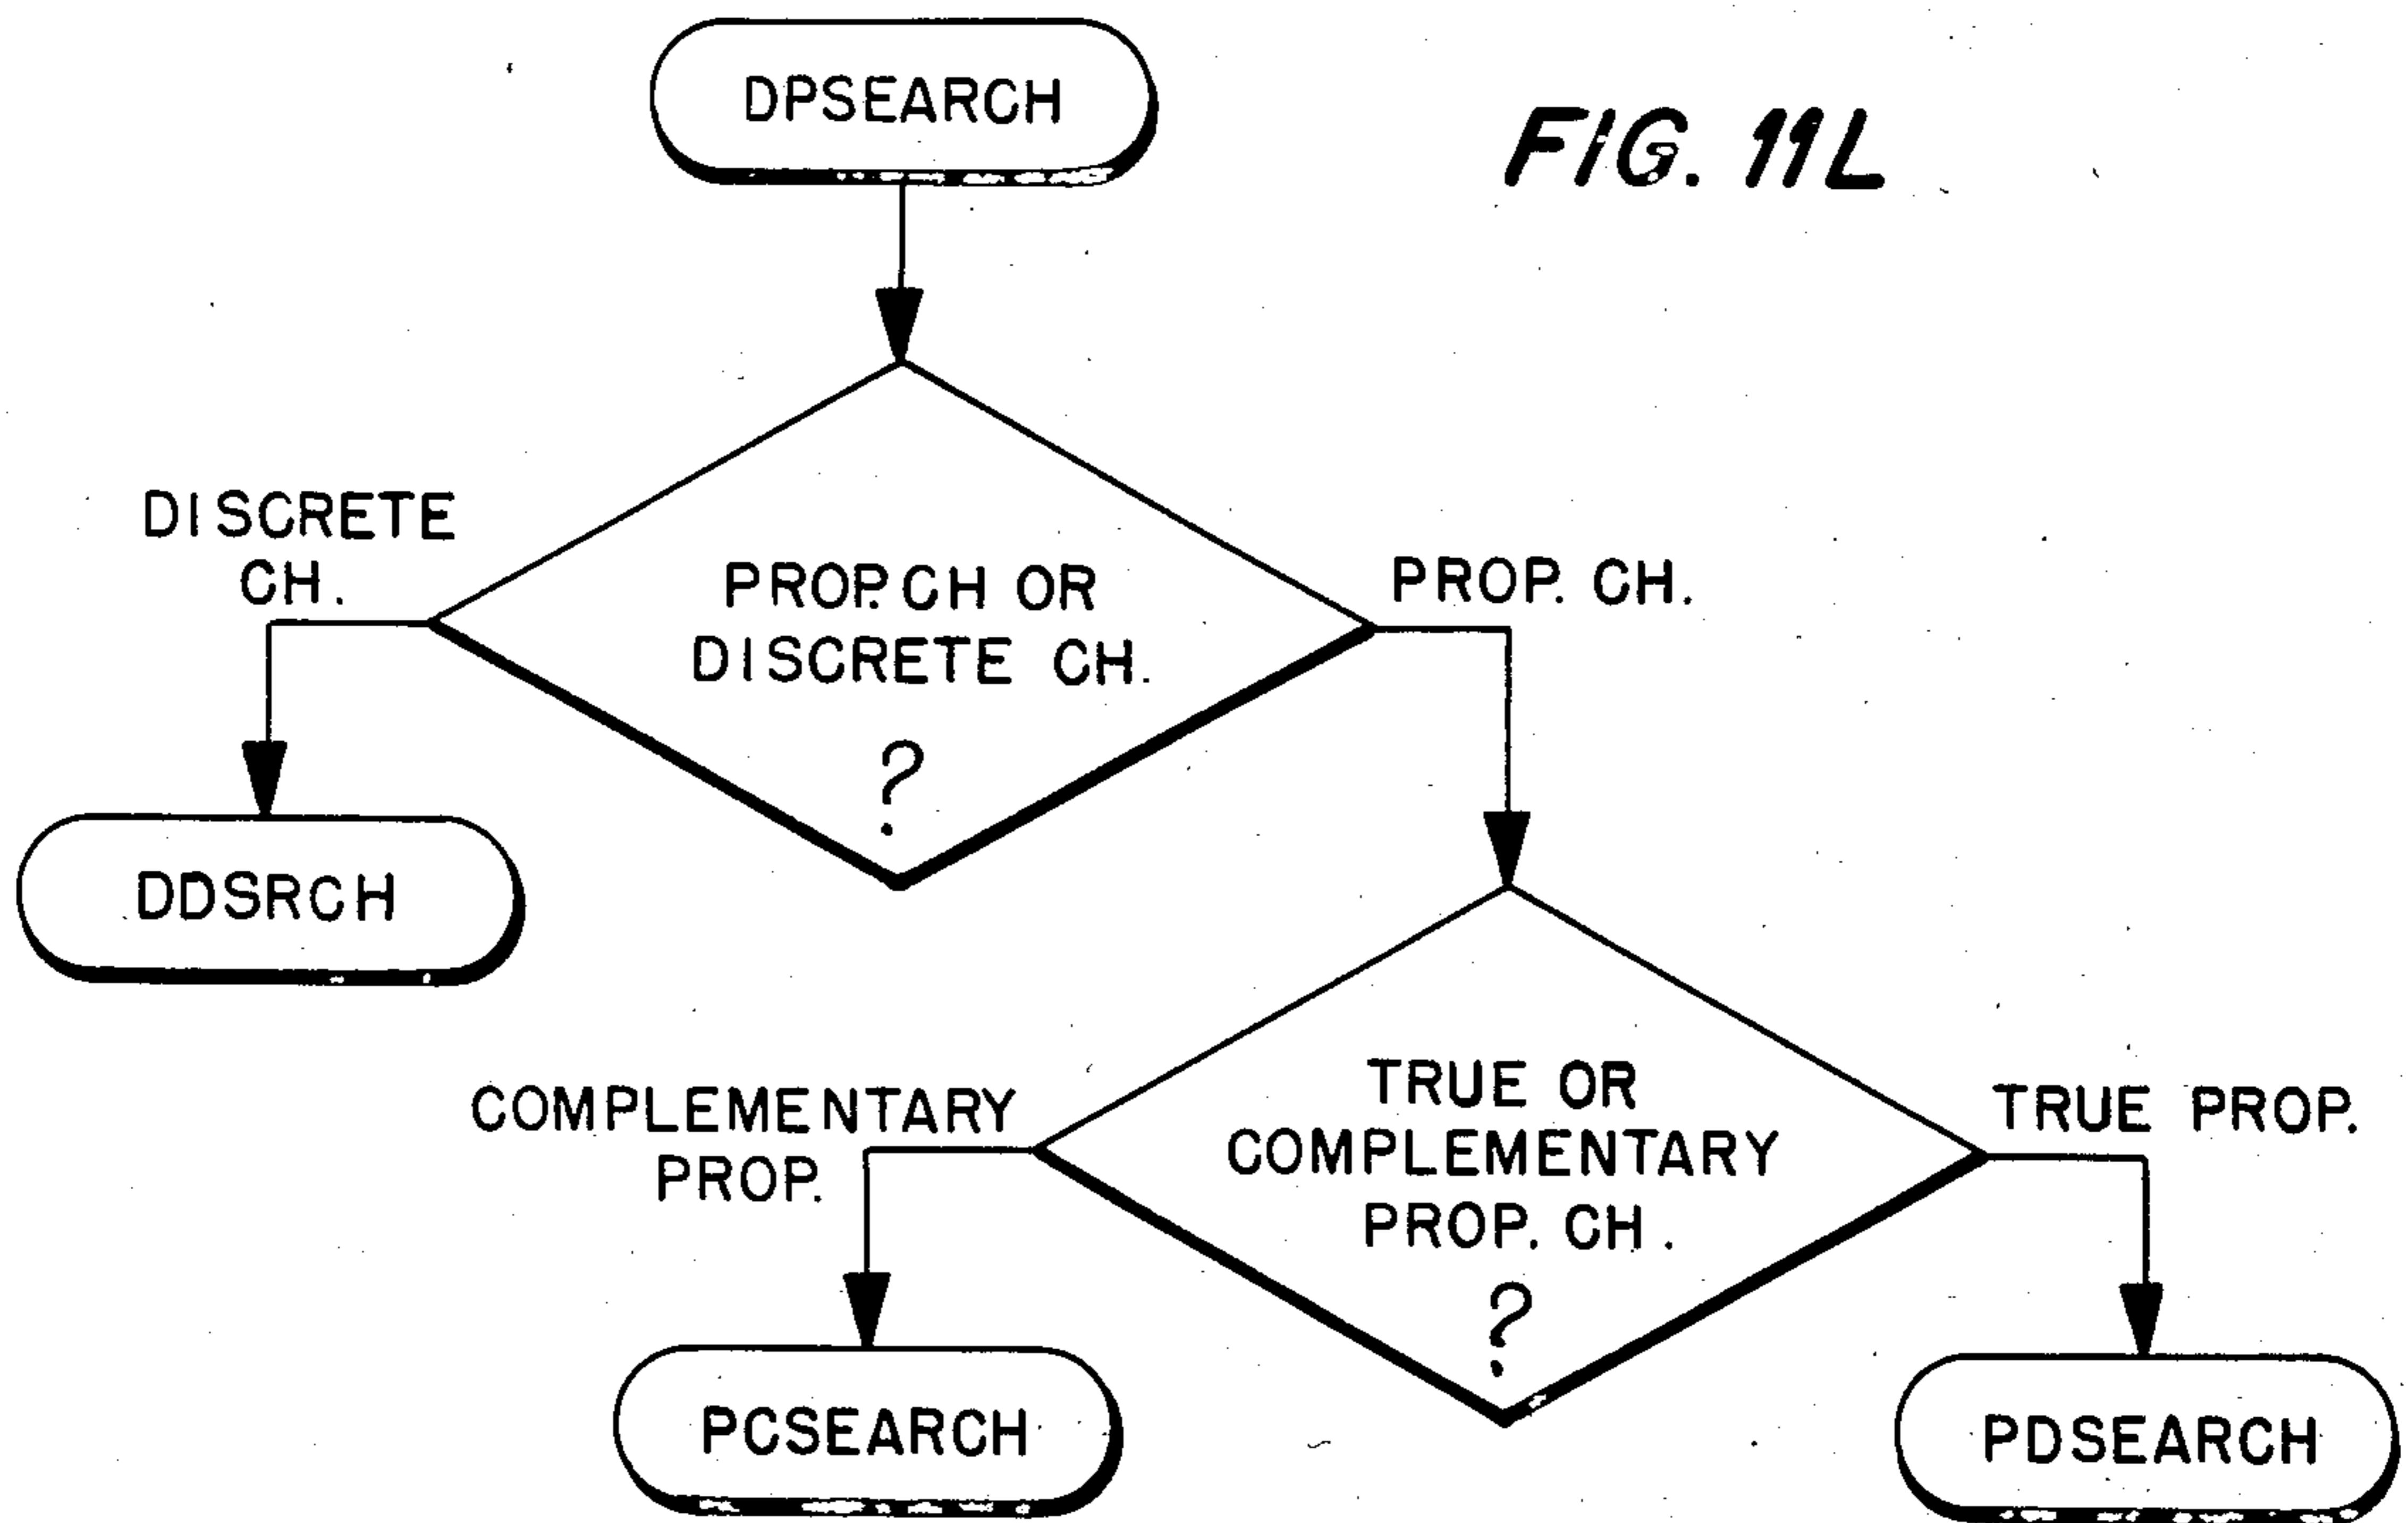 DPSEARCH
FIG. 11L
DISCRETE
CH.
PROP. CH OR
DISCRETE CH.
?
PROP. CH.
DDSRCH
COMPLEMENTARY
PROP.
TRUE OR
COMPLEMENTARY
PROP. CH.
?
TRUE PROP.
PCSEARCH
PDSEARCH